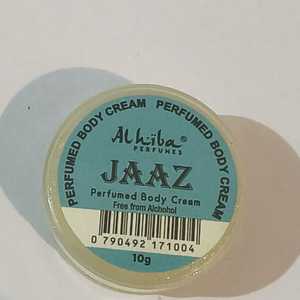 PERFUMED BODY CREAM PERFUMED BODY CREAM
Alhiba®
PERFUMES
JAAZ
Perfumed Body Cream
Free from Alchohol
0 790492 171004
10g